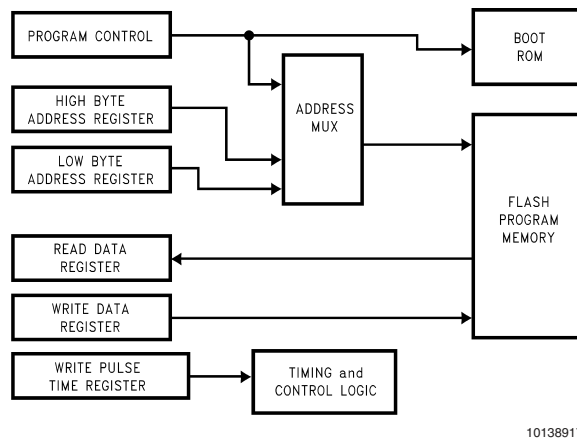 PROGRAM CONTROL
BOOT
ROM
HIGH BYTE
ADDRESS REGISTER
ADDRESS
MUX
LOW BYTE
ADDRESS REGISTER
FLASH
PROGRAM
MEMORY
READ DATA
REGISTER
WRITE DATA
REGISTER
WRITE PULSE
TIME REGISTER
TIMING and
CONTROL LOGIC
1013891